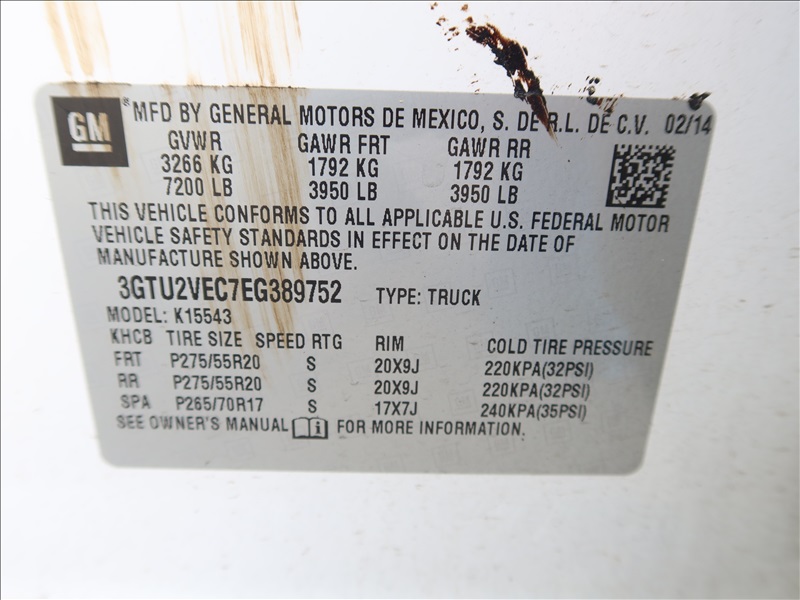 GM
® MFD BY GENERAL MOTORS DE MEXICO, S. DE R.L. DE C.V. 02/14
GVWR GAWR FRT GAWR RR
3266 KG 1792 KG 1792 KG
7200 LB 3950 LB 3950 LB
THIS VEHICLE CONFORMS TO ALL APPLICABLE U.S. FEDERAL MOTOR
VEHICLE SAFETY STANDARDS IN EFFECT ON THE DATE OF
MANUFACTURE SHOWN ABOVE.
3GTU2VEC7EG389752 TYPE: TRUCK
MODEL: K15543
KHCB TIRE SIZE SPEED RTG RIM COLD TIRE PRESSURE
FRT P275/55R20 S 20X9J 220KPA(32PSI)
RR P275/55R20 S 20X9J 220KPA(32PSI)
SPA P265/70R17 S 17X7J 240KPA(35PSI)
SEE OWNER'S MANUAL i FOR MORE INFORMATION.